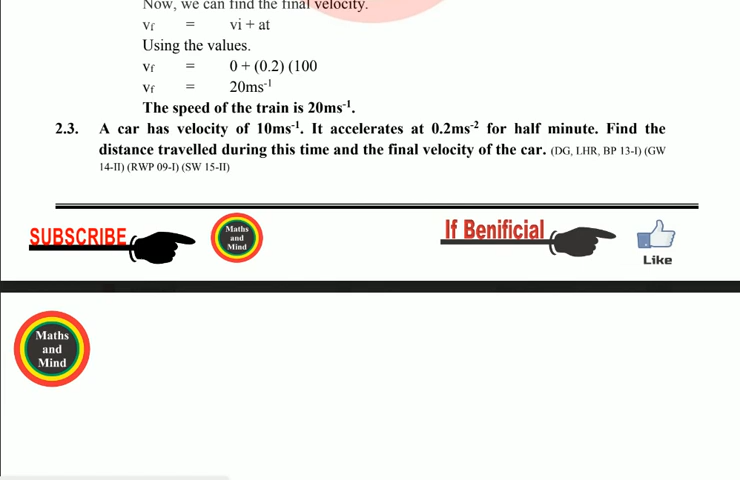 Now, we can find the final velocity.
vf = vi + at
Using the values.
vf = 0 + (0.2) (100
vf = 20ms-1
The speed of the train is 20ms-1.
2.3. A car has velocity of 10ms-1. It accelerates at 0.2ms-2 for half minute. Find the
distance travelled during this time and the final velocity of the car. (DG, LHR, BP 13-I) (GW
14-II) (RWP 09-I) (SW 15-II)
SUBSCRIBE
Maths
and
Mind
If Benificial
Like
Maths
and
Mind